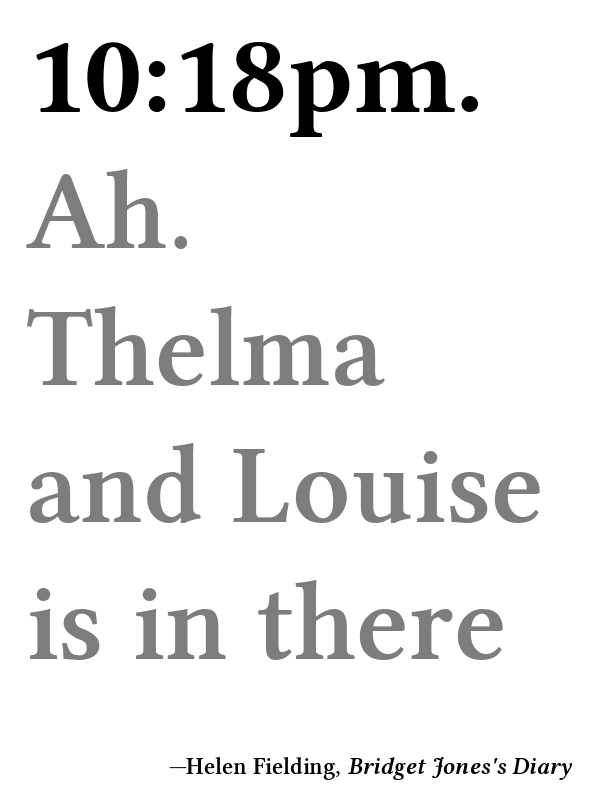 10:18pm.
Ah.
Thelma
and Louise
is in there
—Helen Fielding, Bridget Jones's Diary